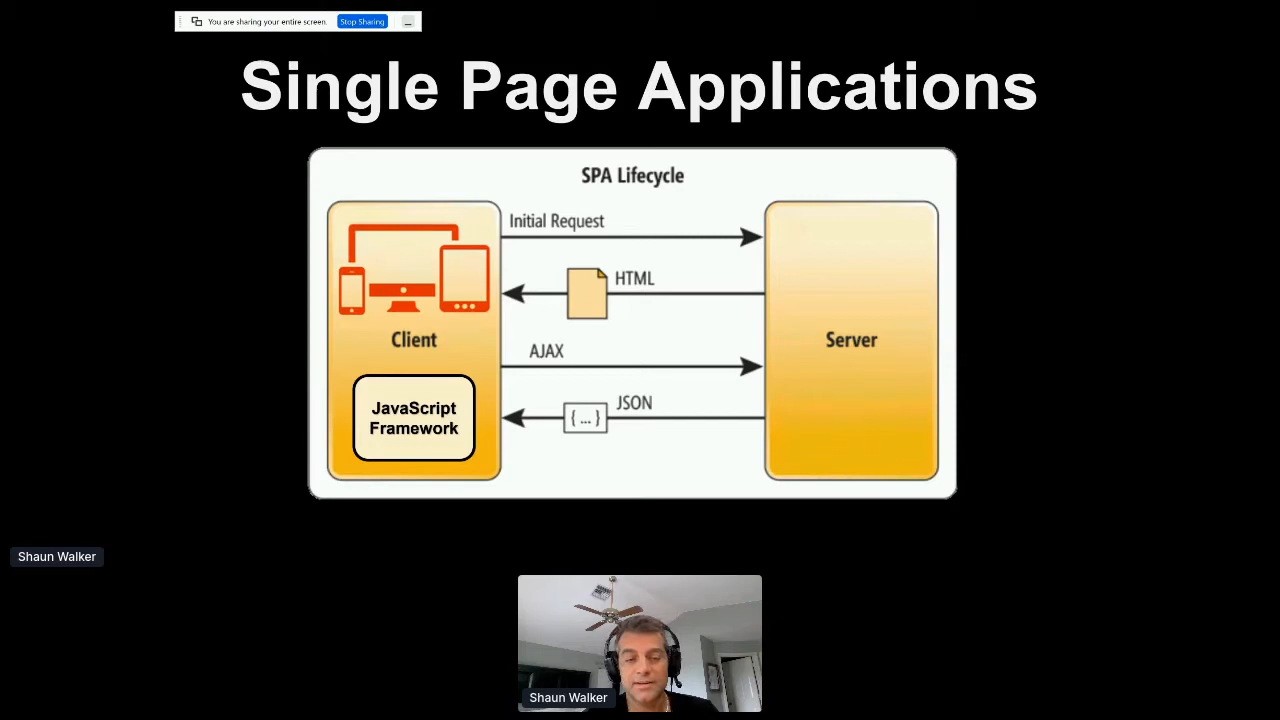 You are sharing your entire screen.
Stop Sharing
Single Page Applications
SPA Lifecycle
Initial Request
HTML
Client
Server
AJAX
JavaScript
Framework
JSON
{ ... }
Shaun Walker
Shaun Walker